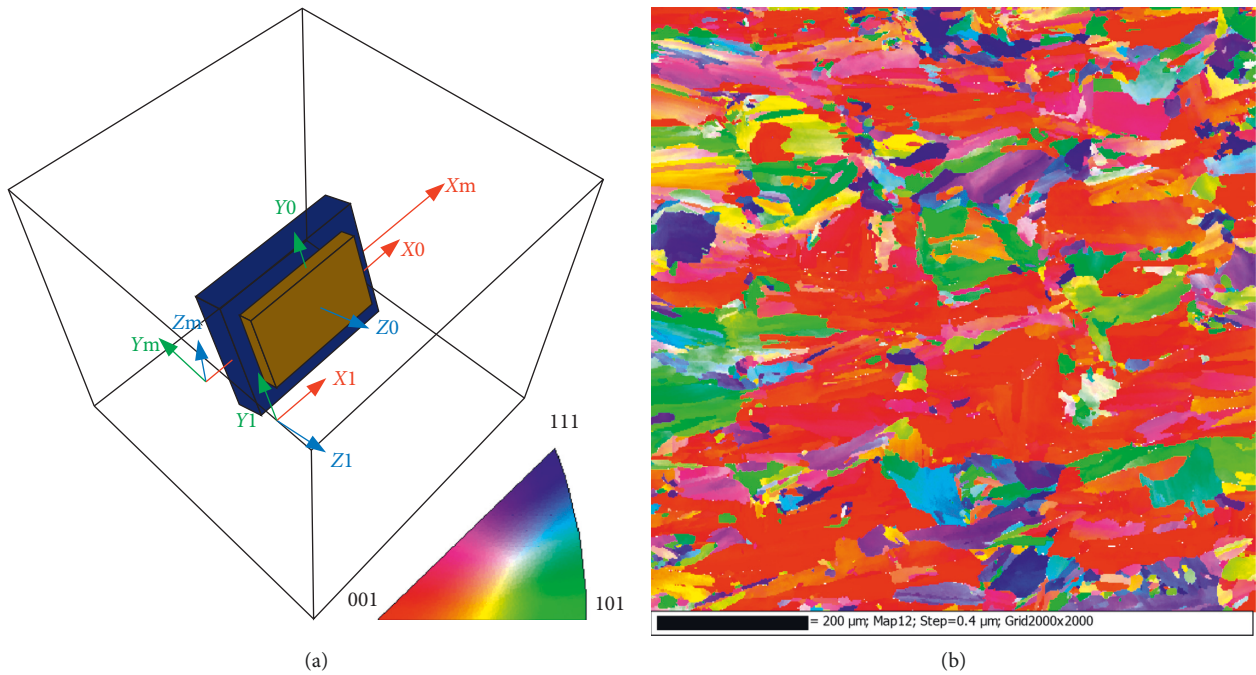 Xm
Y0
X0
Zm
Z0
Ym
X1
Y1
Z1
111
001
101
= 200 µm; Map12; Step=0.4 µm; Grid2000x2000
(a)
(b)